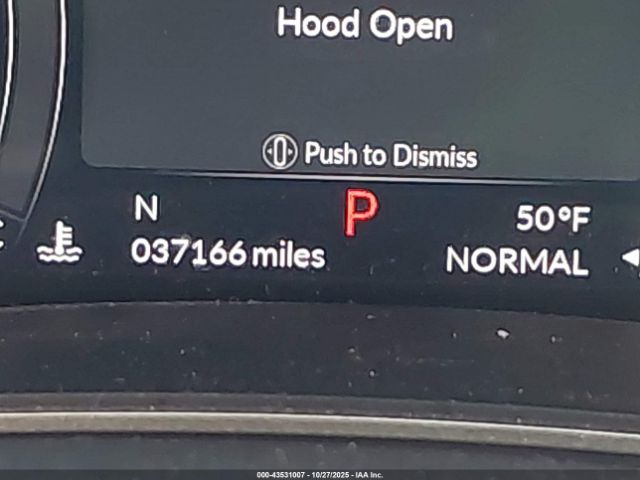 Hood Open
Push to Dismiss
N P 50°F
037166 miles NORMAL
000-43531007 - 10/27/2025 - IAA Inc.